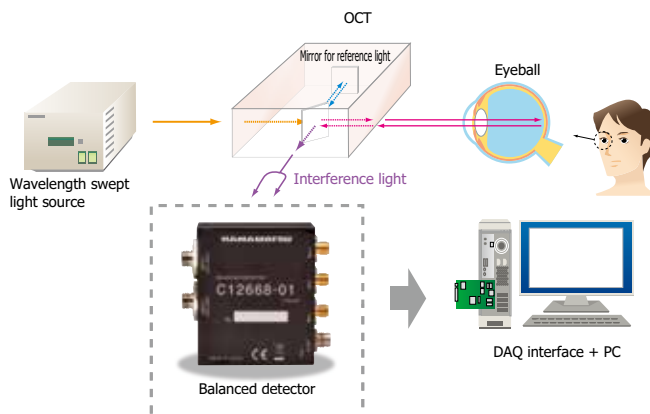 OCT
Mirror for reference light
Eyeball
Wavelength swept
light source
Interference light
HAMAMATSU
C12668-01
CE
Balanced detector
DAQ interface + PC